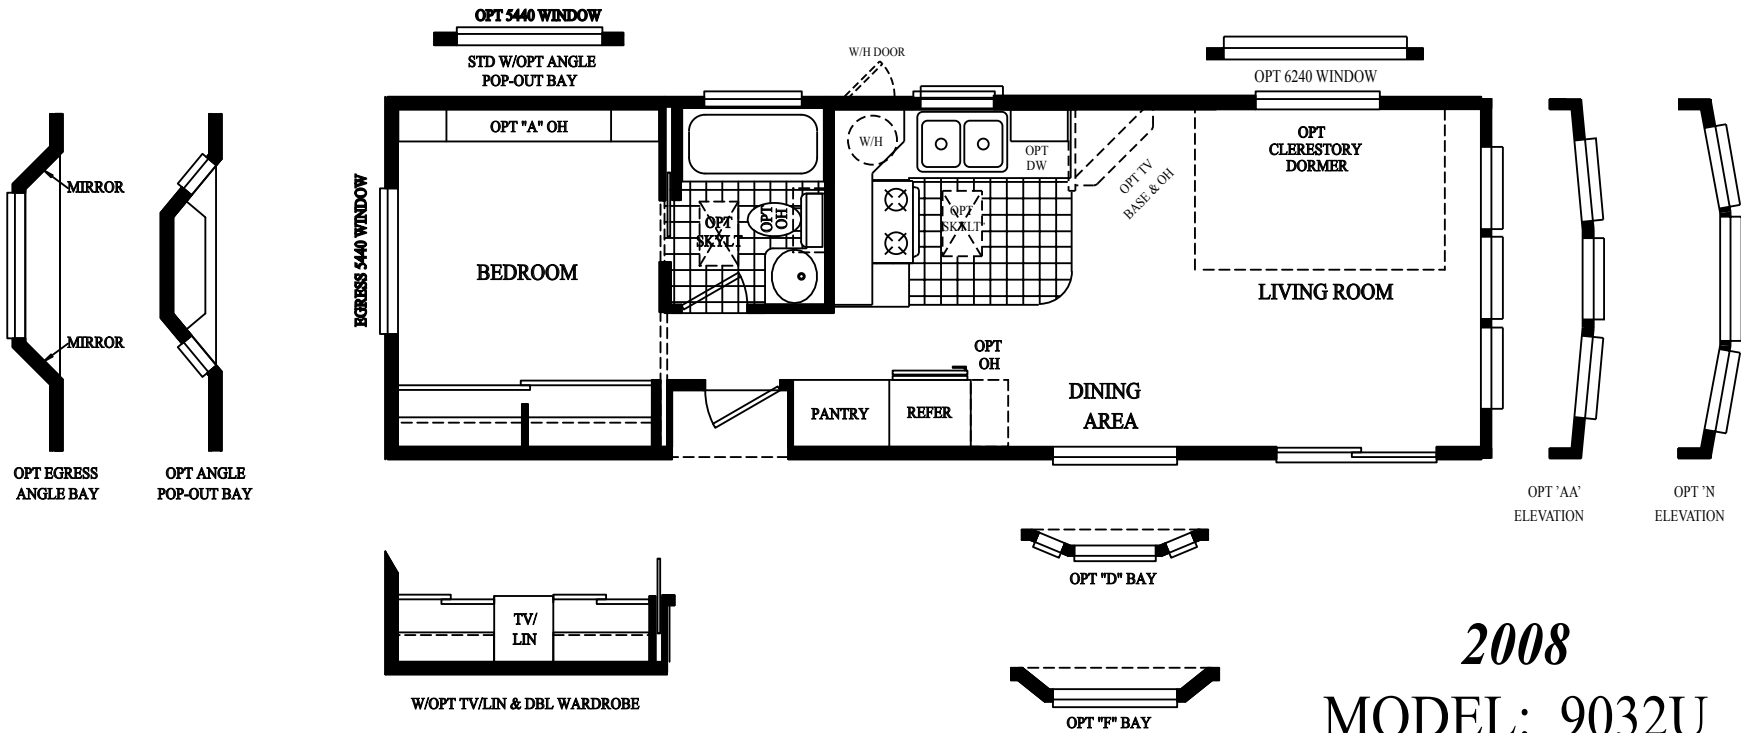 OPT 5440 WINDOW
STD W/OPT ANGLE
POP-OUT BAY
W/H DOOR
OPT 6240 WINDOW
OPT "A" OH
W/H
OPT
DW
OPT TV
BASE & OH
OPT
CLERESTORY
DORMER
MIRROR
MIRROR
EGRESS 5440 WINDOW
BEDROOM
OPT
SKYLT
OPT
OH
OPT
SKYLT
LIVING ROOM
OPT
OH
DINING
AREA
PANTRY
REFER
OPT EGRESS
ANGLE BAY
OPT ANGLE
POP-OUT BAY
OPT 'AA'
ELEVATION
OPT 'N
ELEVATION
OPT "D" BAY
TV/
LIN
W/OPT TV/LIN & DBL WARDROBE
OPT "F" BAY
2008
MODEL: 9032U